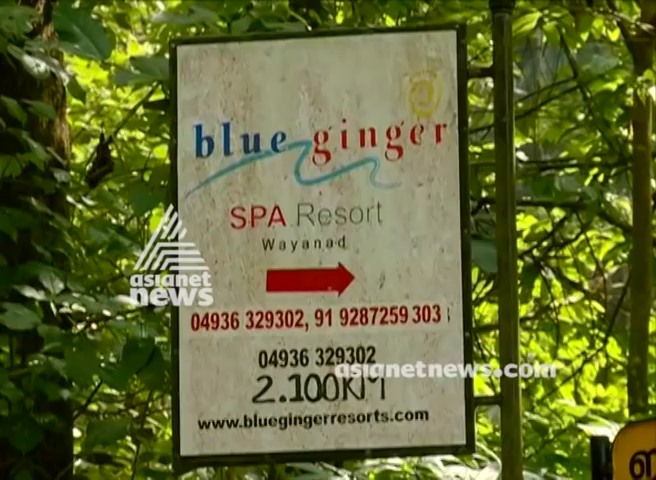 @
blue ginger
SPA Resort
Wayanad
asianet
news
04936 329302, 91 9287259 303
04936 329302
asianetnews.com
2.100KM
www.bluegingerresorts.com